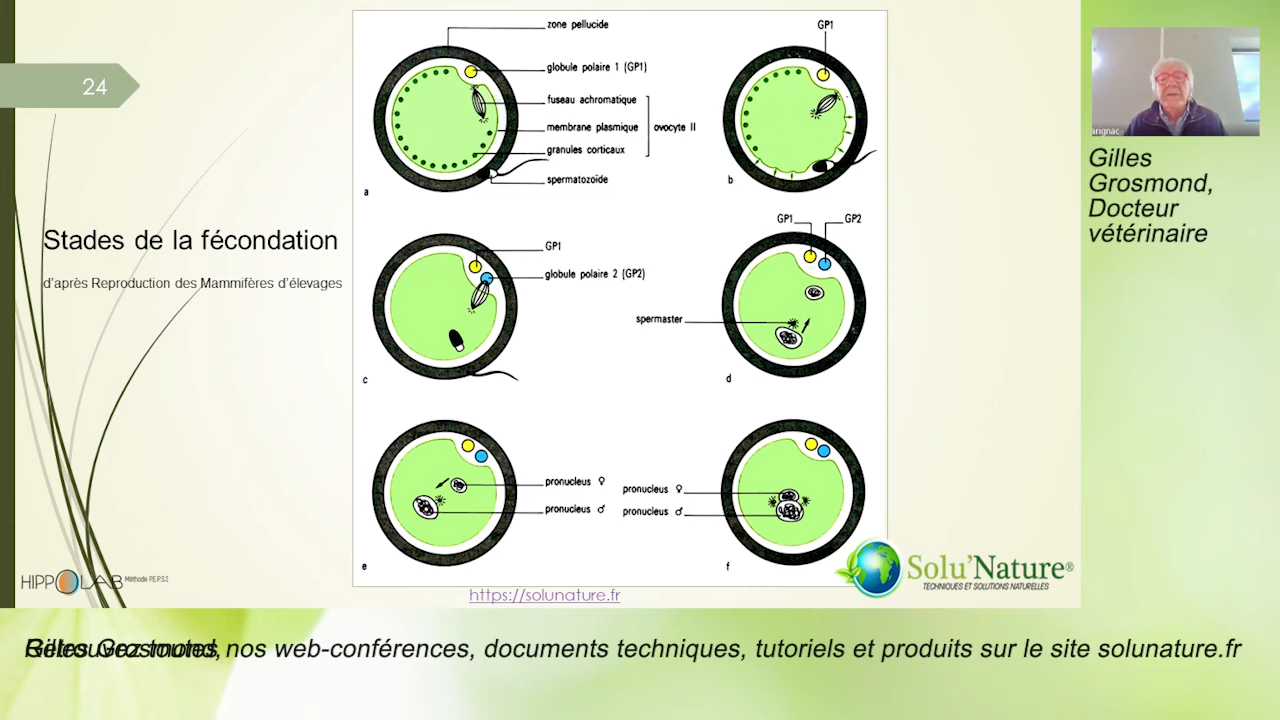 24
Stades de la fécondation
d'après Reproduction des Mammifères d'élevages
zone pellucide
globule polaire 1 (GP1)
fuseau achromatique
membrane plasmique
ovocyte II
granules corticaux
spermatozoïde
a
GP1
b
GP1
globule polaire 2 (GP2)
c
GP1
GP2
spermaster
d
pronucleus ♀
pronucleus ♂
e
pronucleus ♀
pronucleus ♂
f
HIPPOLAB Méthode P.E.P.S.S
https://solunature.fr
Solu'Nature®
TECHNIQUES ET SOLUTIONS NATURELLES
arignac
Gilles
Grosmond,
Docteur
vétérinaire
Gilles Grosmond,
nos web-conférences, documents techniques, tutoriels et produits sur le site solunature.fr